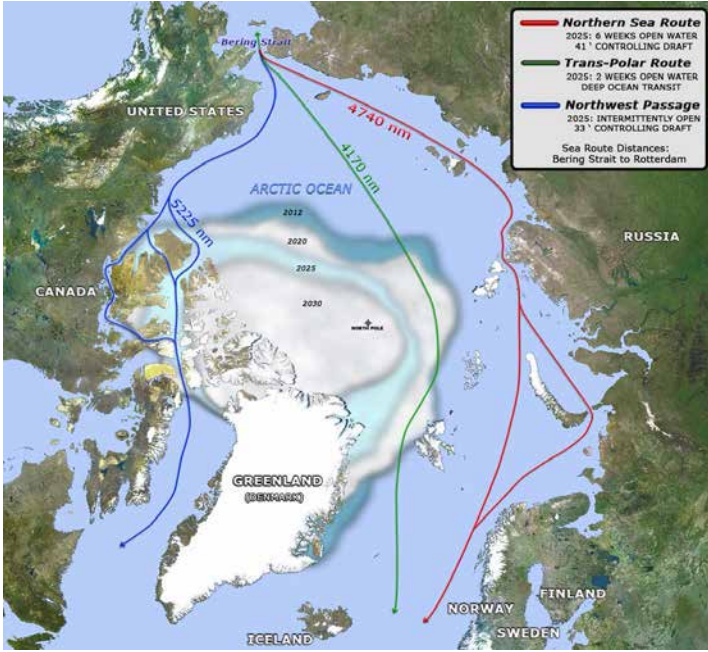 Northern Sea Route
2025: 6 WEEKS OPEN WATER
41' CONTROLLING DRAFT
Trans-Polar Route
2025: 2 WEEKS OPEN WATER
DEEP OCEAN TRANSIT
Northwest Passage
2025: INTERMITTENTLY OPEN
33' CONTROLLING DRAFT
Sea Route Distances:
Bering Strait to Rotterdam
Bering Strait
UNITED STATES
4740 nm
4170 nm
ARCTIC OCEAN
5225 nm
2012
2020
2025
2030
NORTH POLE
RUSSIA
CANADA
GREENLAND
(DENMARK)
NORWAY
FINLAND
SWEDEN
ICELAND